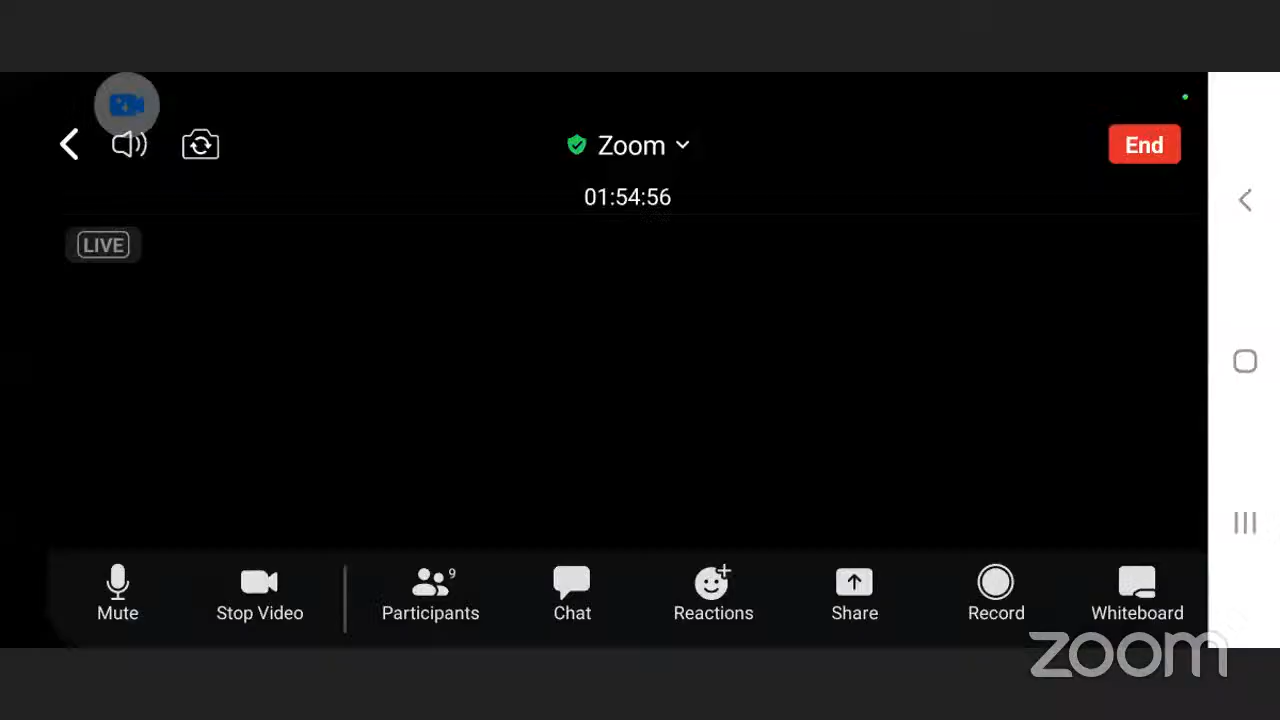 Zoom
End
01:54:56
LIVE
9
Mute
Stop Video
Participants
Chat
Reactions
Share
Record
Whiteboard
zoom